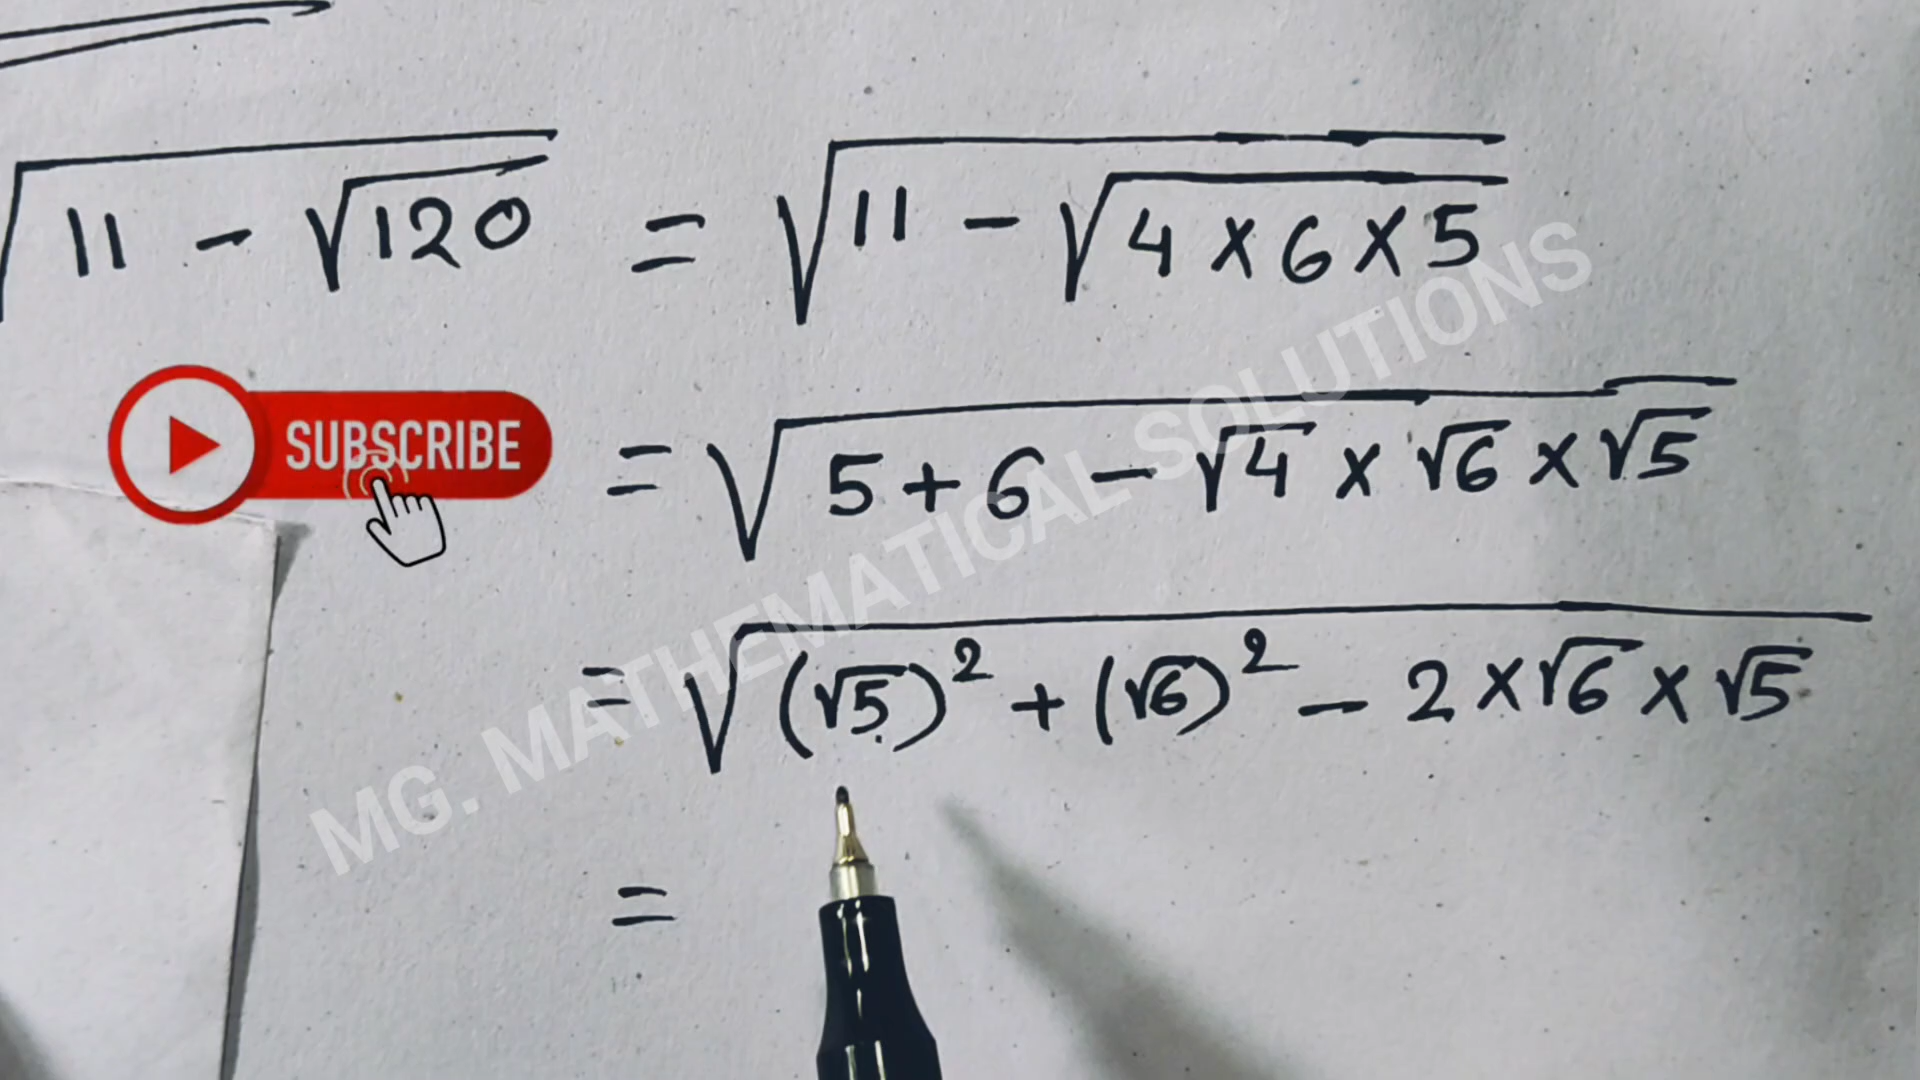 √(11 - √120) = √(11 - √(4 × 6 × 5))
SUBSCRIBE
= √(5 + 6 - √4 × √6 × √5)
= √((√5)² + (√6)² - 2 × √6 × √5)
=
MG. MATHEMATICAL SOLUTIONS